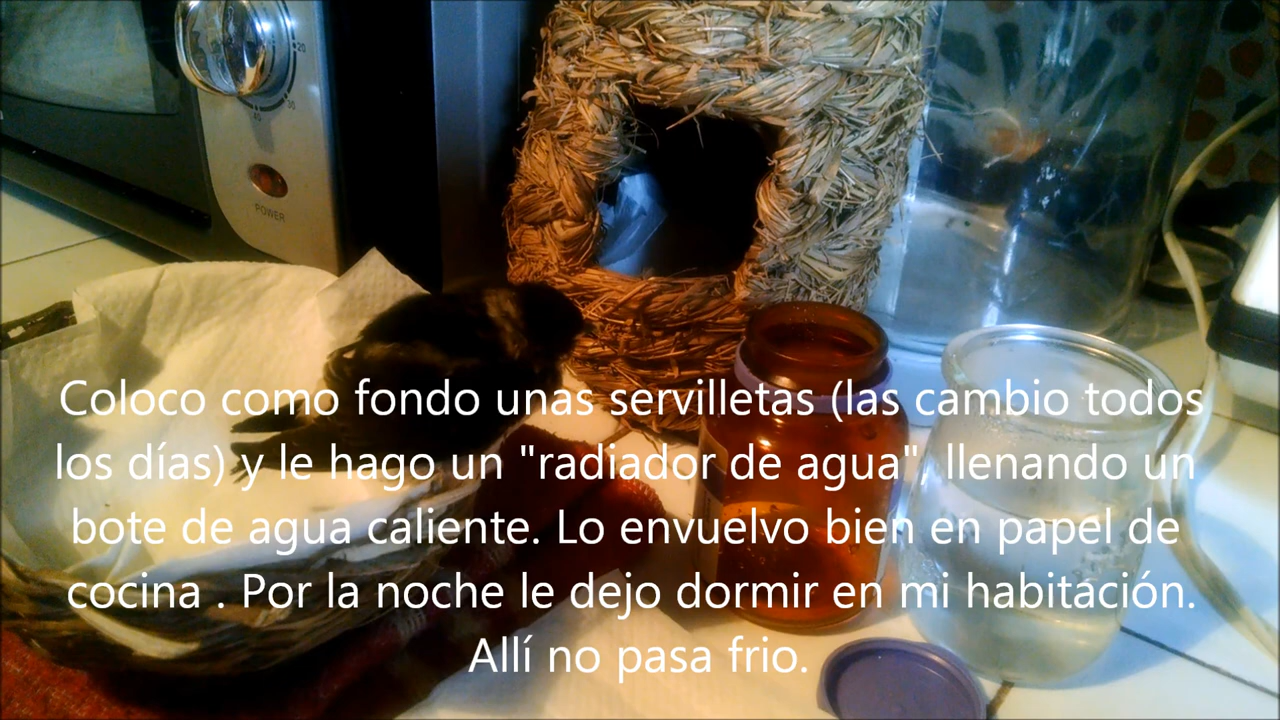 POWER
Coloco como fondo unas servilletas (las cambio todos
los días) y le hago un "radiador de agua", llenando un
bote de agua caliente. Lo envuelvo bien en papel de
cocina . Por la noche le dejo dormir en mi habitación.
Allí no pasa frio.